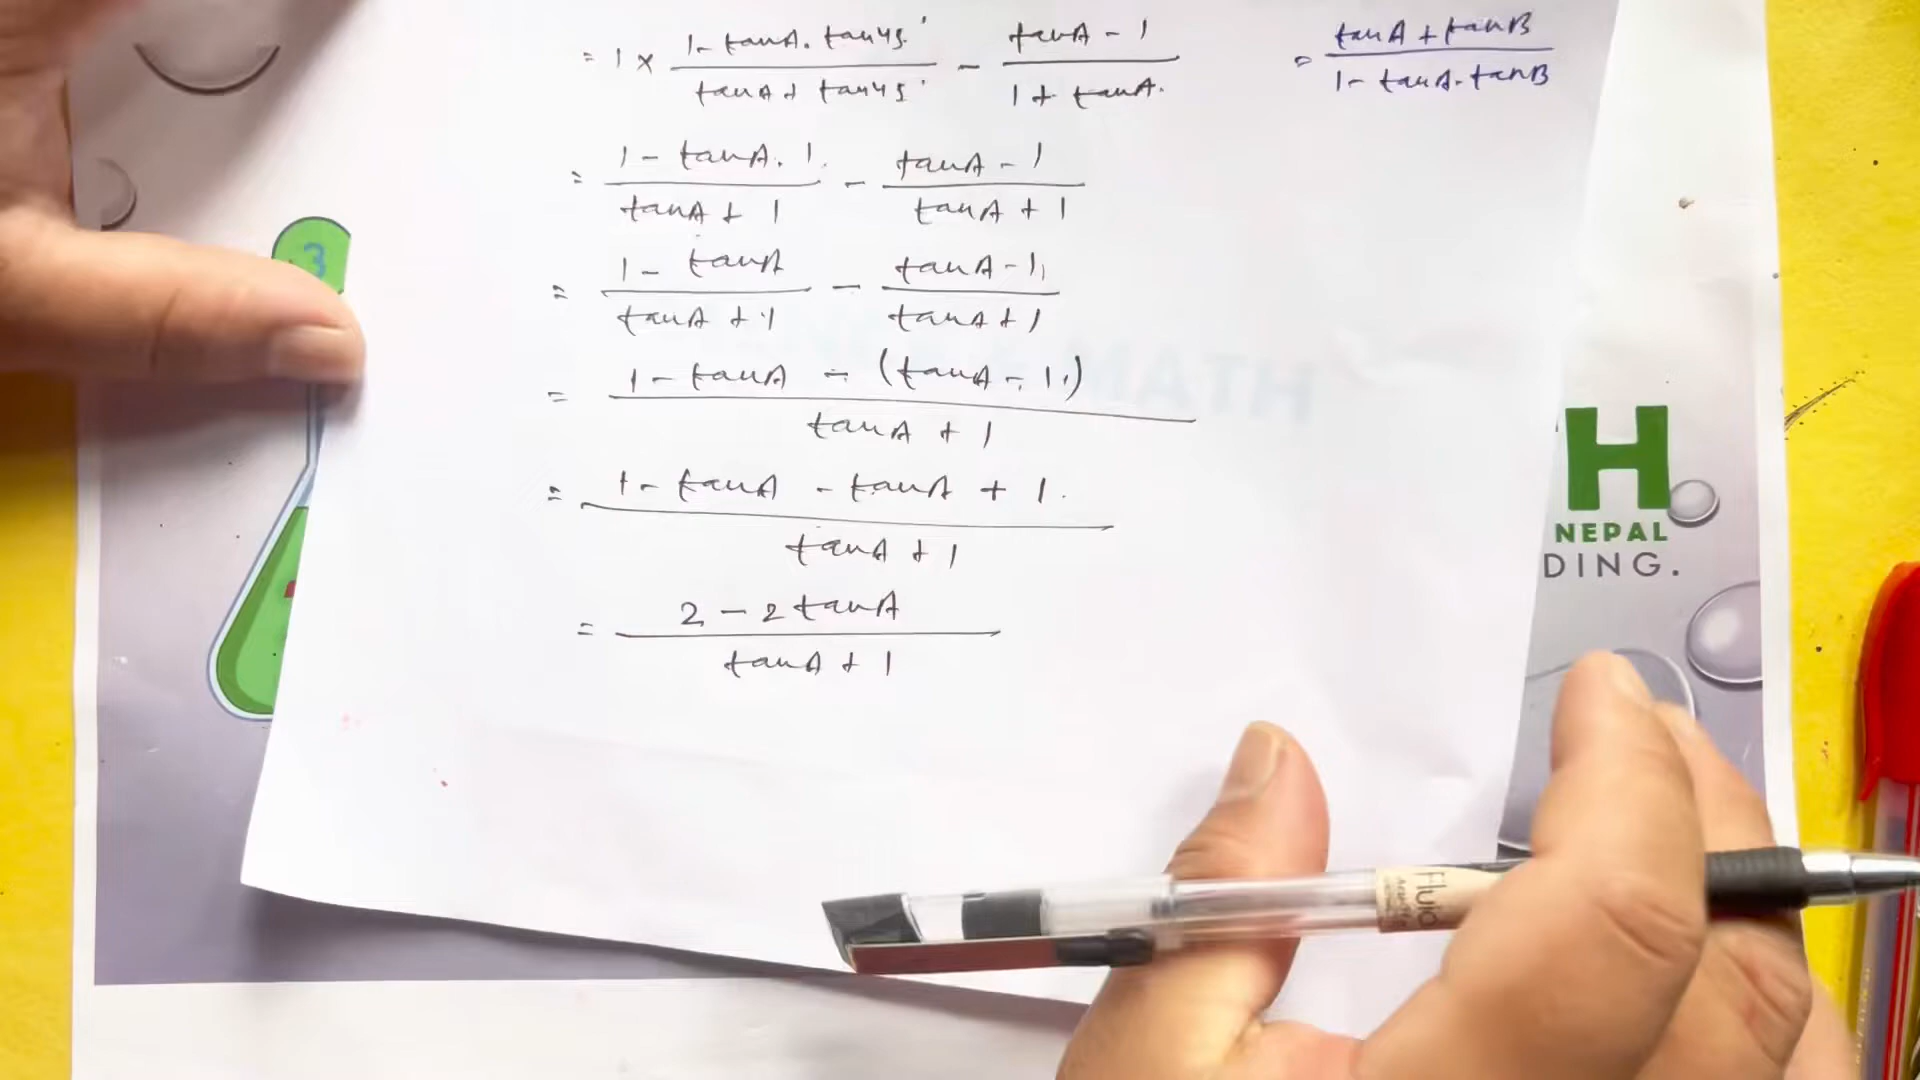 = 1 × (1 - tanA. tan45°)/(tanA + tan45°) - (tanA - 1)/(1 + tanA.)
= (tanA + tanB)/(1 - tanA. tanB)
= (1 - tanA. 1.)/(tanA + 1) - (tanA - 1)/(tanA + 1)
= (1 - tanA)/(tanA + 1) - (tanA - 1)/(tanA + 1)
= (1 - tanA - (tanA - 1))/(tanA + 1)
= (1 - tanA - tanA + 1.)/(tanA + 1)
= (2 - 2tanA)/(tanA + 1)
3
H
NEPAL
DING.
Fluid